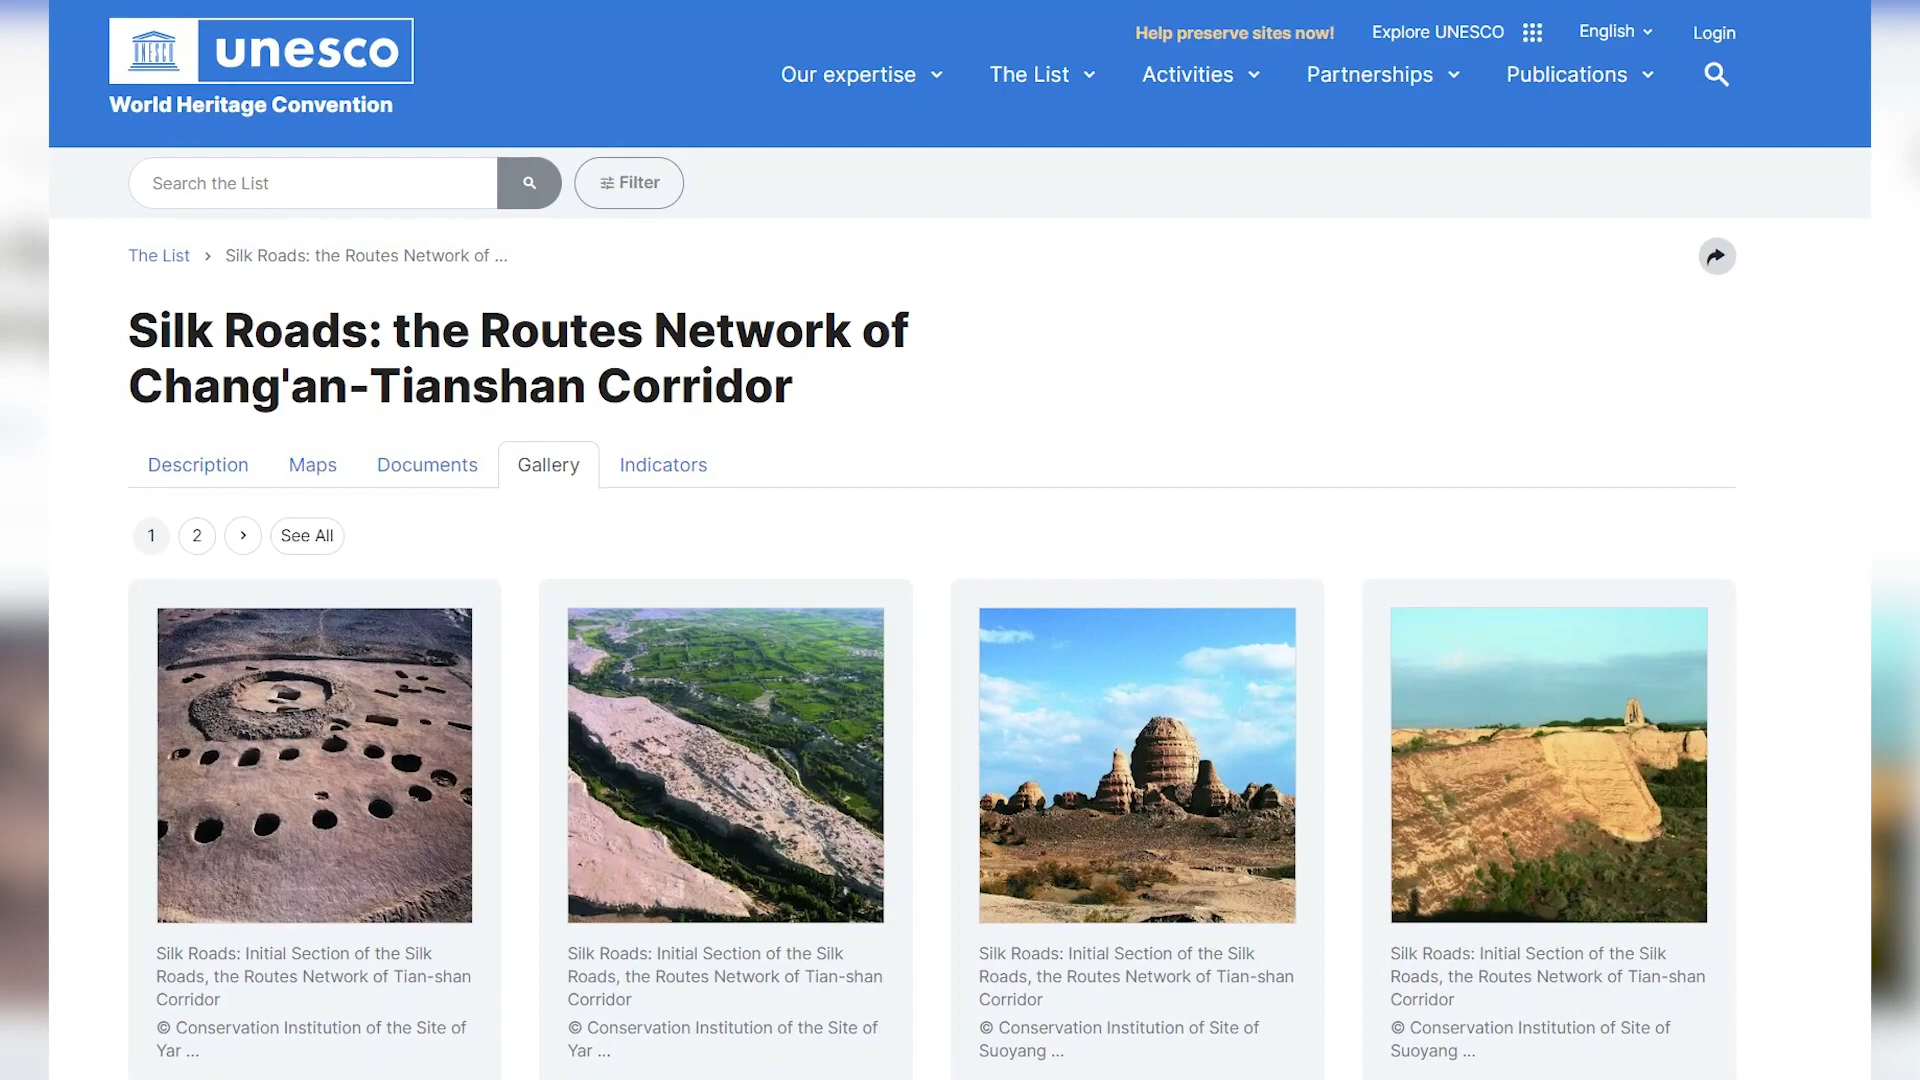 UNESCO
unesco
World Heritage Convention
Help preserve sites now!
Explore UNESCO
English
Login
Our expertise
The List
Activities
Partnerships
Publications
Search the List
Filter
The List › Silk Roads: the Routes Network of ...
Silk Roads: the Routes Network of
Chang'an-Tianshan Corridor
Description
Maps
Documents
Gallery
Indicators
1
2
›
See All
Silk Roads: Initial Section of the Silk
Roads, the Routes Network of Tian-shan
Corridor
© Conservation Institution of the Site of
Yar ...
Silk Roads: Initial Section of the Silk
Roads, the Routes Network of Tian-shan
Corridor
© Conservation Institution of the Site of
Yar ...
Silk Roads: Initial Section of the Silk
Roads, the Routes Network of Tian-shan
Corridor
© Conservation Institution of Site of
Suoyang ...
Silk Roads: Initial Section of the Silk
Roads, the Routes Network of Tian-shan
Corridor
© Conservation Institution of Site of
Suoyang ...